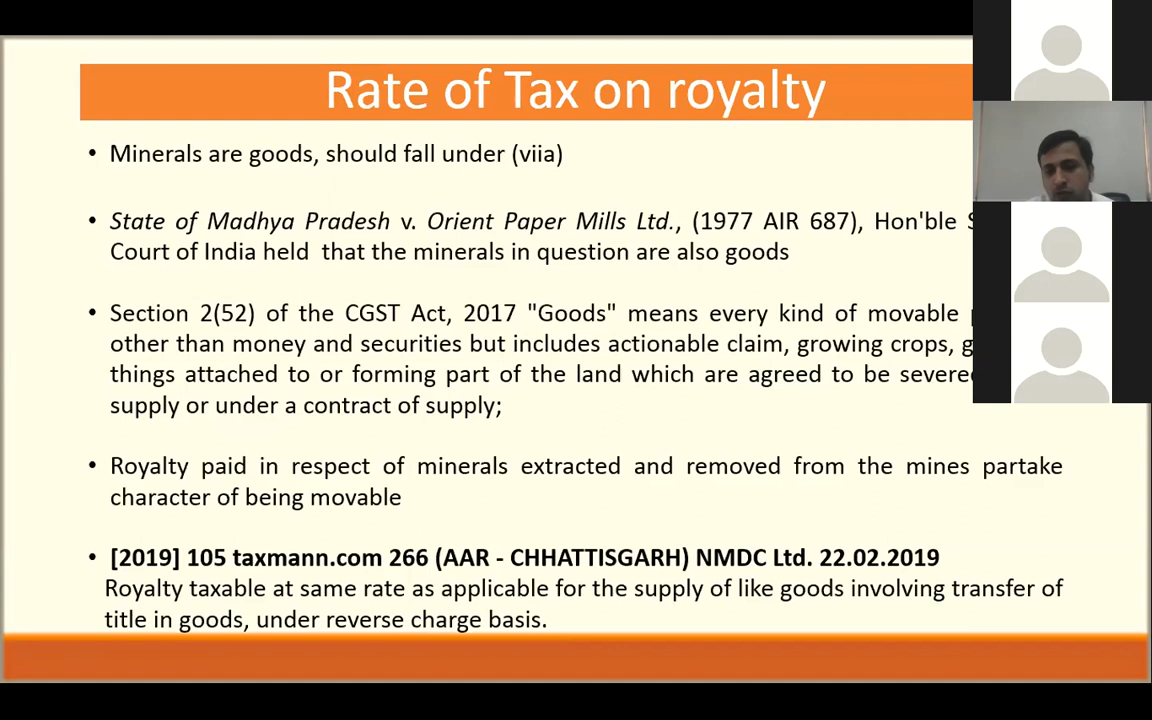 Rate of Tax on royalty
• Minerals are goods, should fall under (viia)
• State of Madhya Pradesh v. Orient Paper Mills Ltd., (1977 AIR 687), Hon'ble
Court of India held that the minerals in question are also goods
• Section 2(52) of the CGST Act, 2017 "Goods" means every kind of movable
other than money and securities but includes actionable claim, growing crops,
things attached to or forming part of the land which are agreed to be
supply or under a contract of supply;
• Royalty paid in respect of minerals extracted and removed from the mines partake
character of being movable
• [2019] 105 taxmann.com 266 (AAR - CHHATTISGARH) NMDC Ltd. 22.02.2019
Royalty taxable at same rate as applicable for the supply of like goods involving transfer of
title in goods, under reverse charge basis.